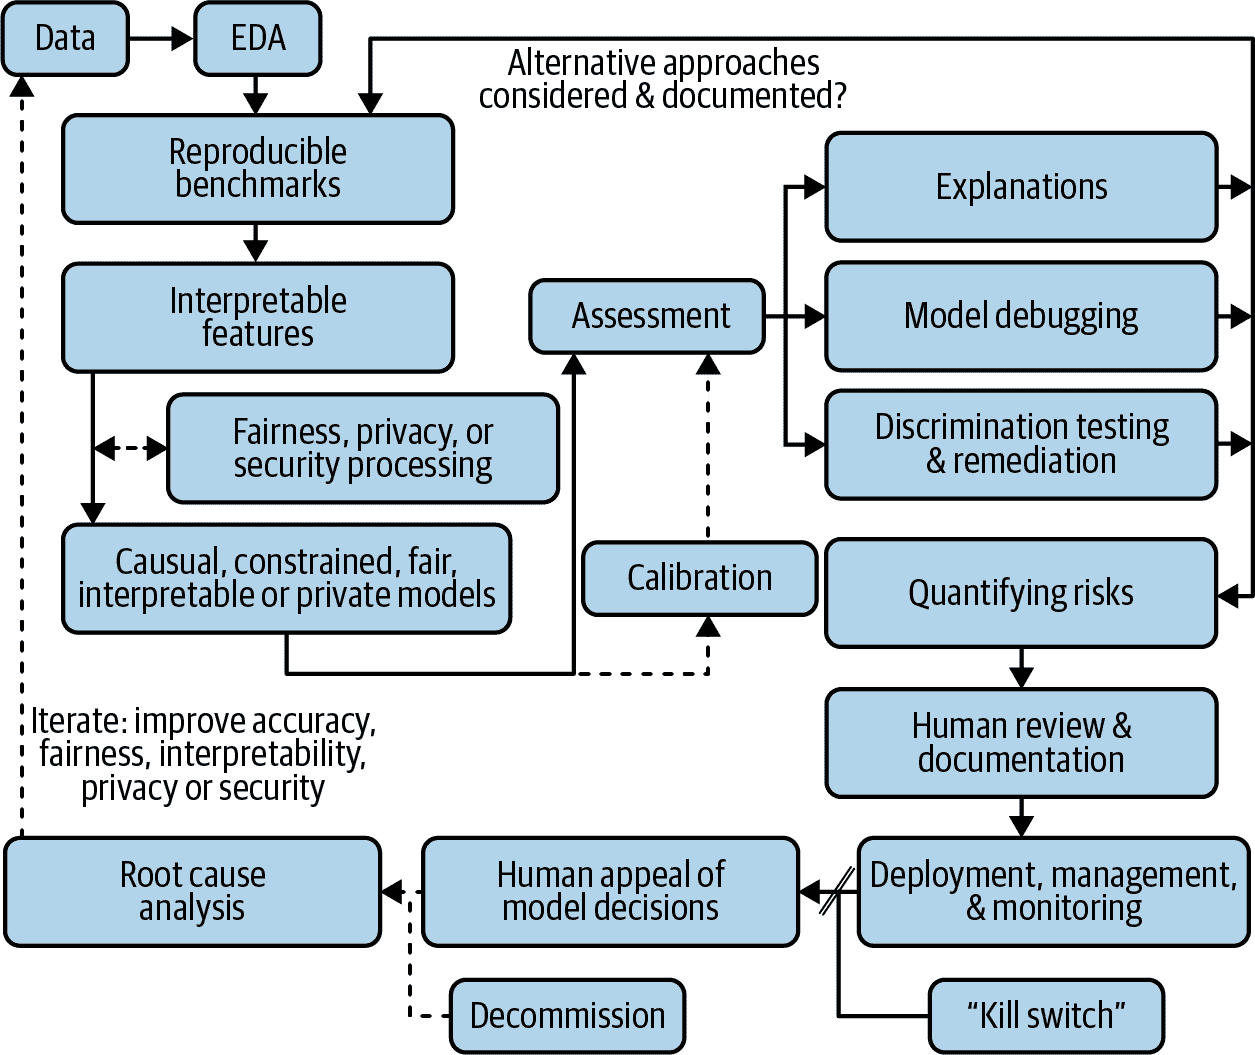 Data
EDA
Alternative approaches
considered & documented?
Reproducible
benchmarks
Explanations
Interpretable
features
Assessment
Model debugging
Fairness, privacy, or
security processing
Discrimination testing
& remediation
Causual, constrained, fair,
interpretable or private models
Calibration
Quantifying risks
Iterate: improve accuracy,
fairness, interpretability,
privacy or security
Human review &
documentation
Root cause
analysis
Human appeal of
model decisions
Deployment, management,
& monitoring
Decommission
“Kill switch”